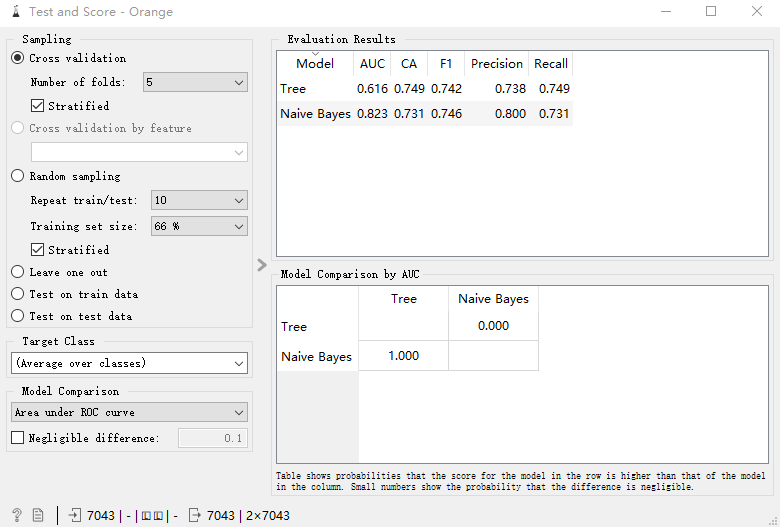 Test and Score - Orange
Sampling
Cross validation
Number of folds: 5
Stratified
Cross validation by feature
Random sampling
Repeat train/test: 10
Training set size: 66 %
Stratified
Leave one out
Test on train data
Test on test data
Target Class
(Average over classes)
Model Comparison
Area under ROC curve
Negligible difference: 0.1
Evaluation Results
Model AUC CA F1 Precision Recall
Tree 0.616 0.749 0.742 0.738 0.749
Naive Bayes 0.823 0.731 0.746 0.800 0.731
Model Comparison by AUC
Tree Naive Bayes
Tree 0.000
Naive Bayes 1.000
Table shows probabilities that the score for the model in the row is higher than that of the model
in the column. Small numbers show the probability that the difference is negligible.
7043 | - | | - 7043 | 2×7043